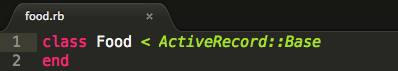 food.rb ×
1 class Food < ActiveRecord::Base
2 end